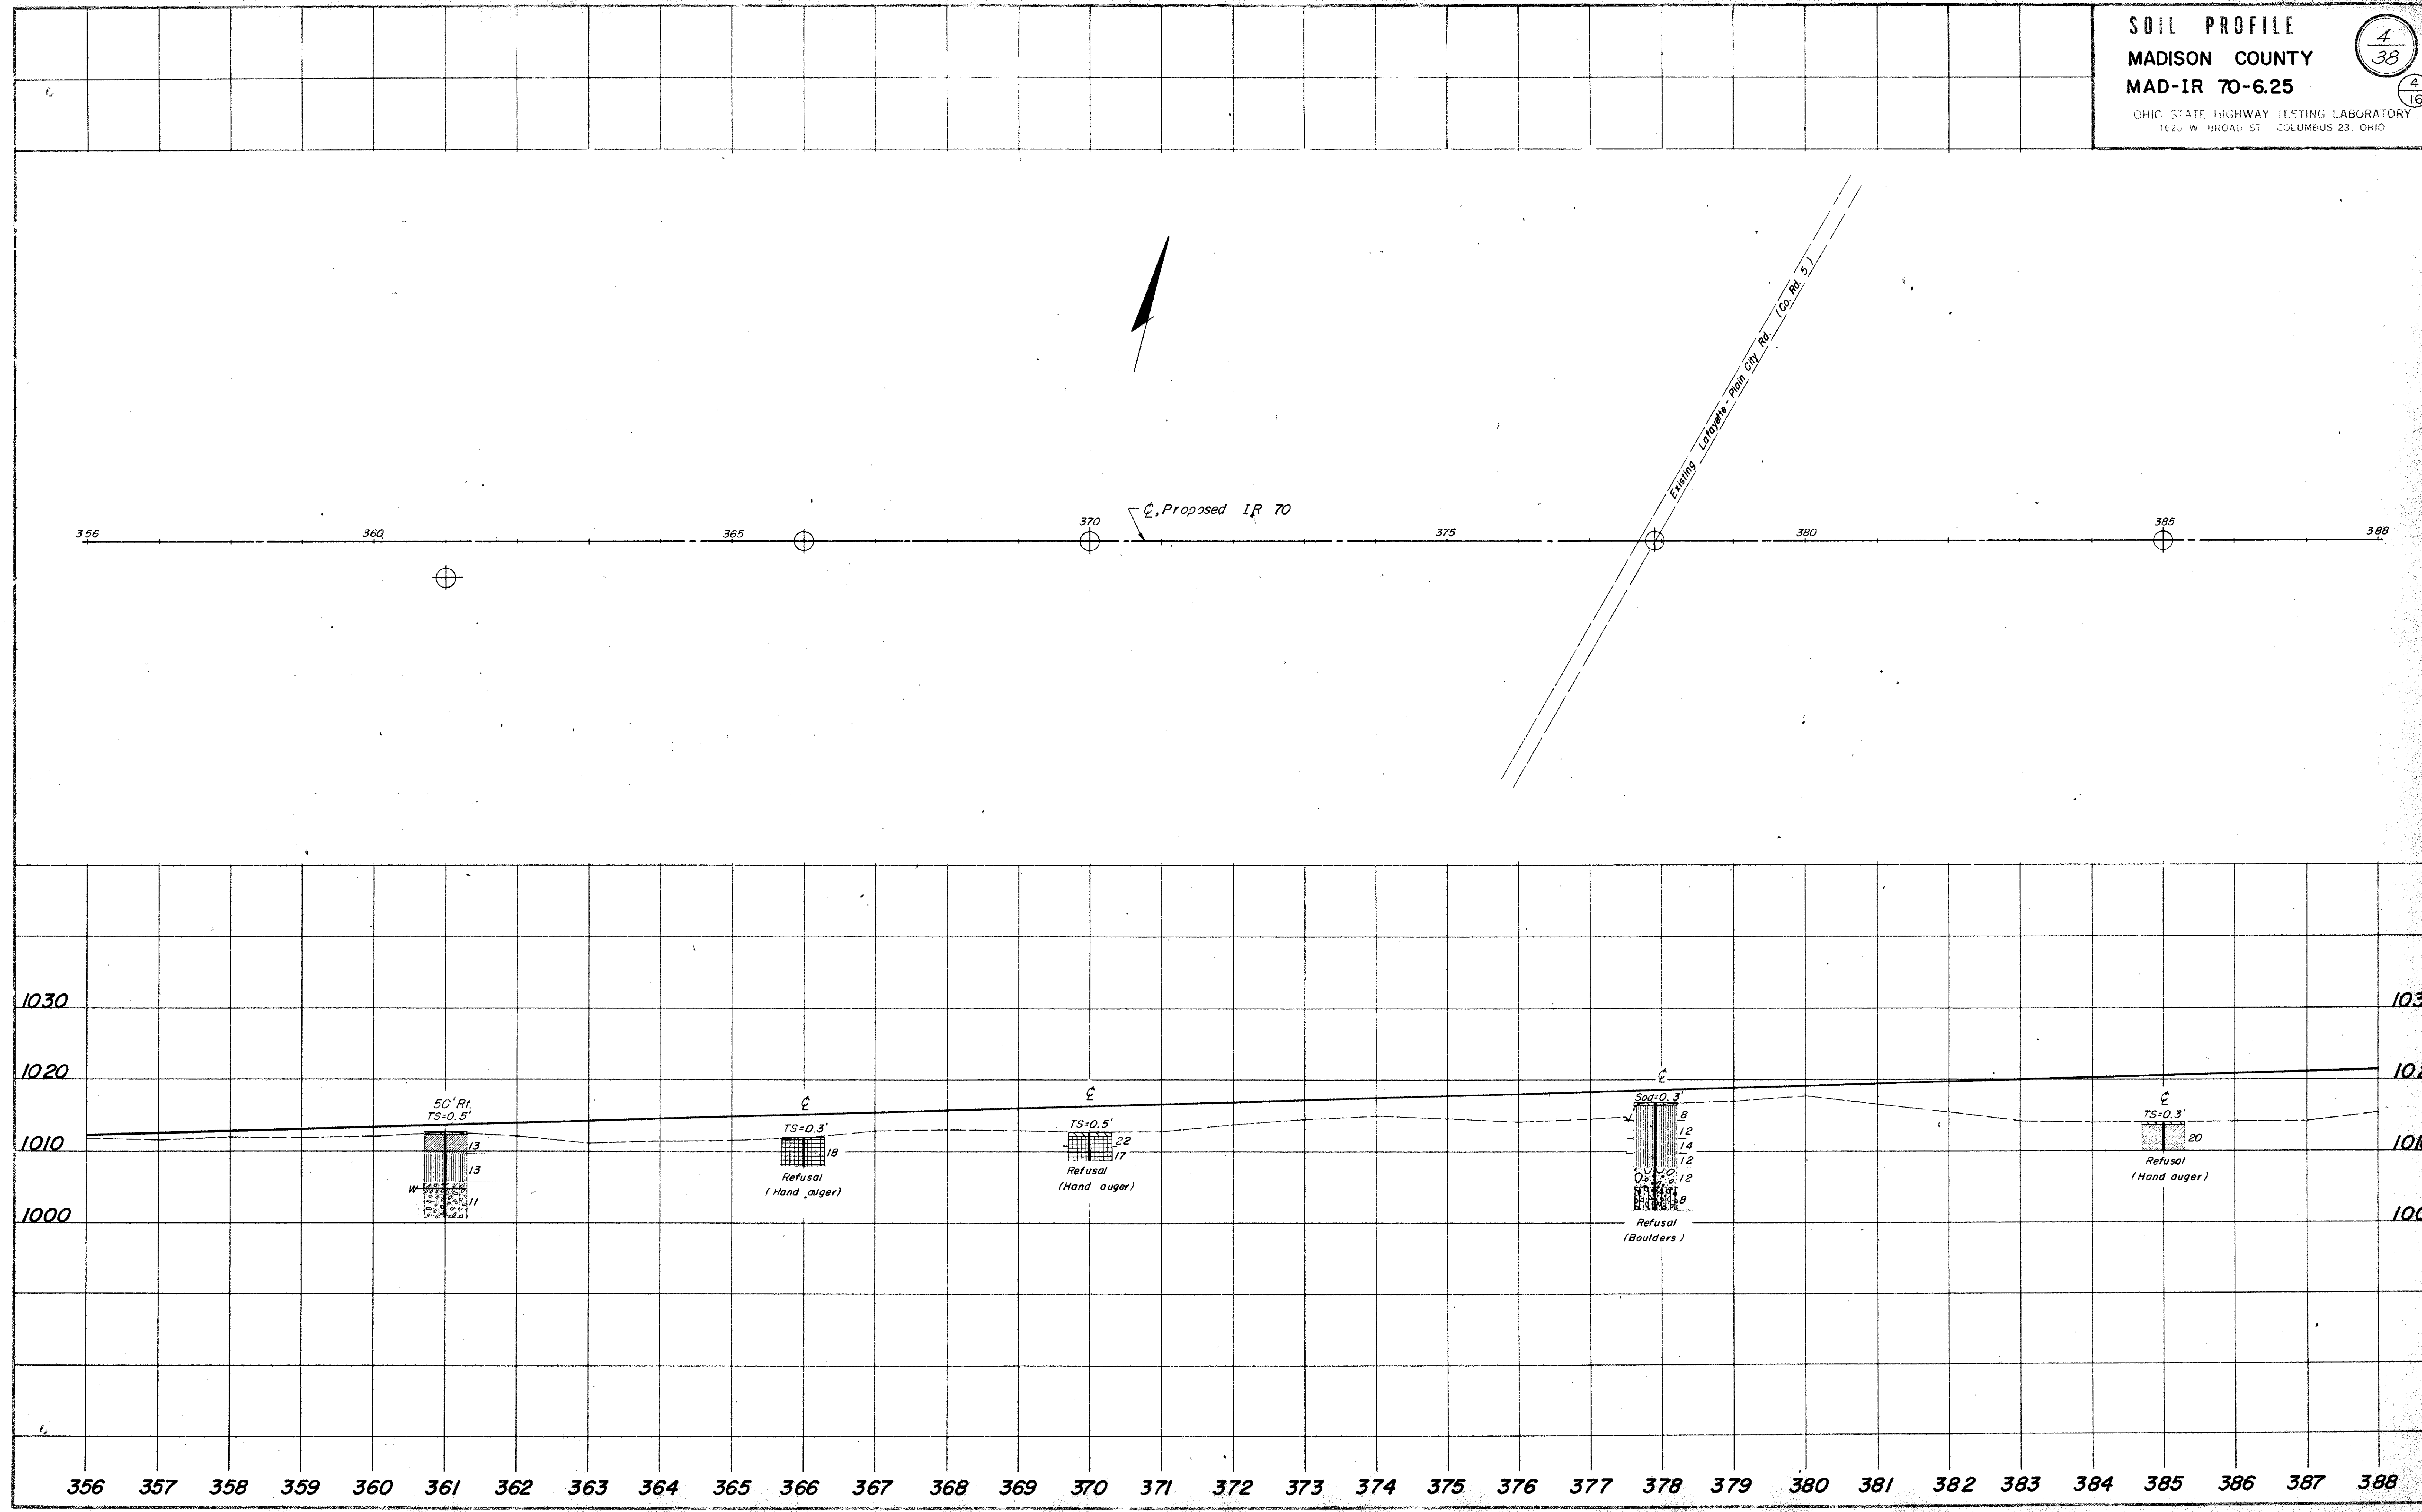 SOIL PROFILE
MADISON COUNTY
MAD-IR 70-6.25
4
38
4
16
OHIO STATE HIGHWAY TESTING LABORATORY
W BROAD ST COLUMBUS 23, OHIO
Existing Lafayette - Plain City Rd. (Co. Rd. 5)
℄, Proposed IR 70
356 360 365 370 375 380 385 388
1030 103
1020 102
1010 101
1000 100
50' Rt.
TS=0.5'
13
13
W
11
℄
TS=0.3'
18
Refusal
(Hand auger)
℄
TS=0.5'
22
17
Refusal
(Hand auger)
℄
Sod=0.3'
8
12
14
12
12
8
Refusal
(Boulders)
℄
TS=0.3'
20
Refusal
(Hand auger)
356 357 358 359 360 361 362 363 364 365 366 367 368 369 370 371 372 373 374 375 376 377 378 379 380 381 382 383 384 385 386 387 388